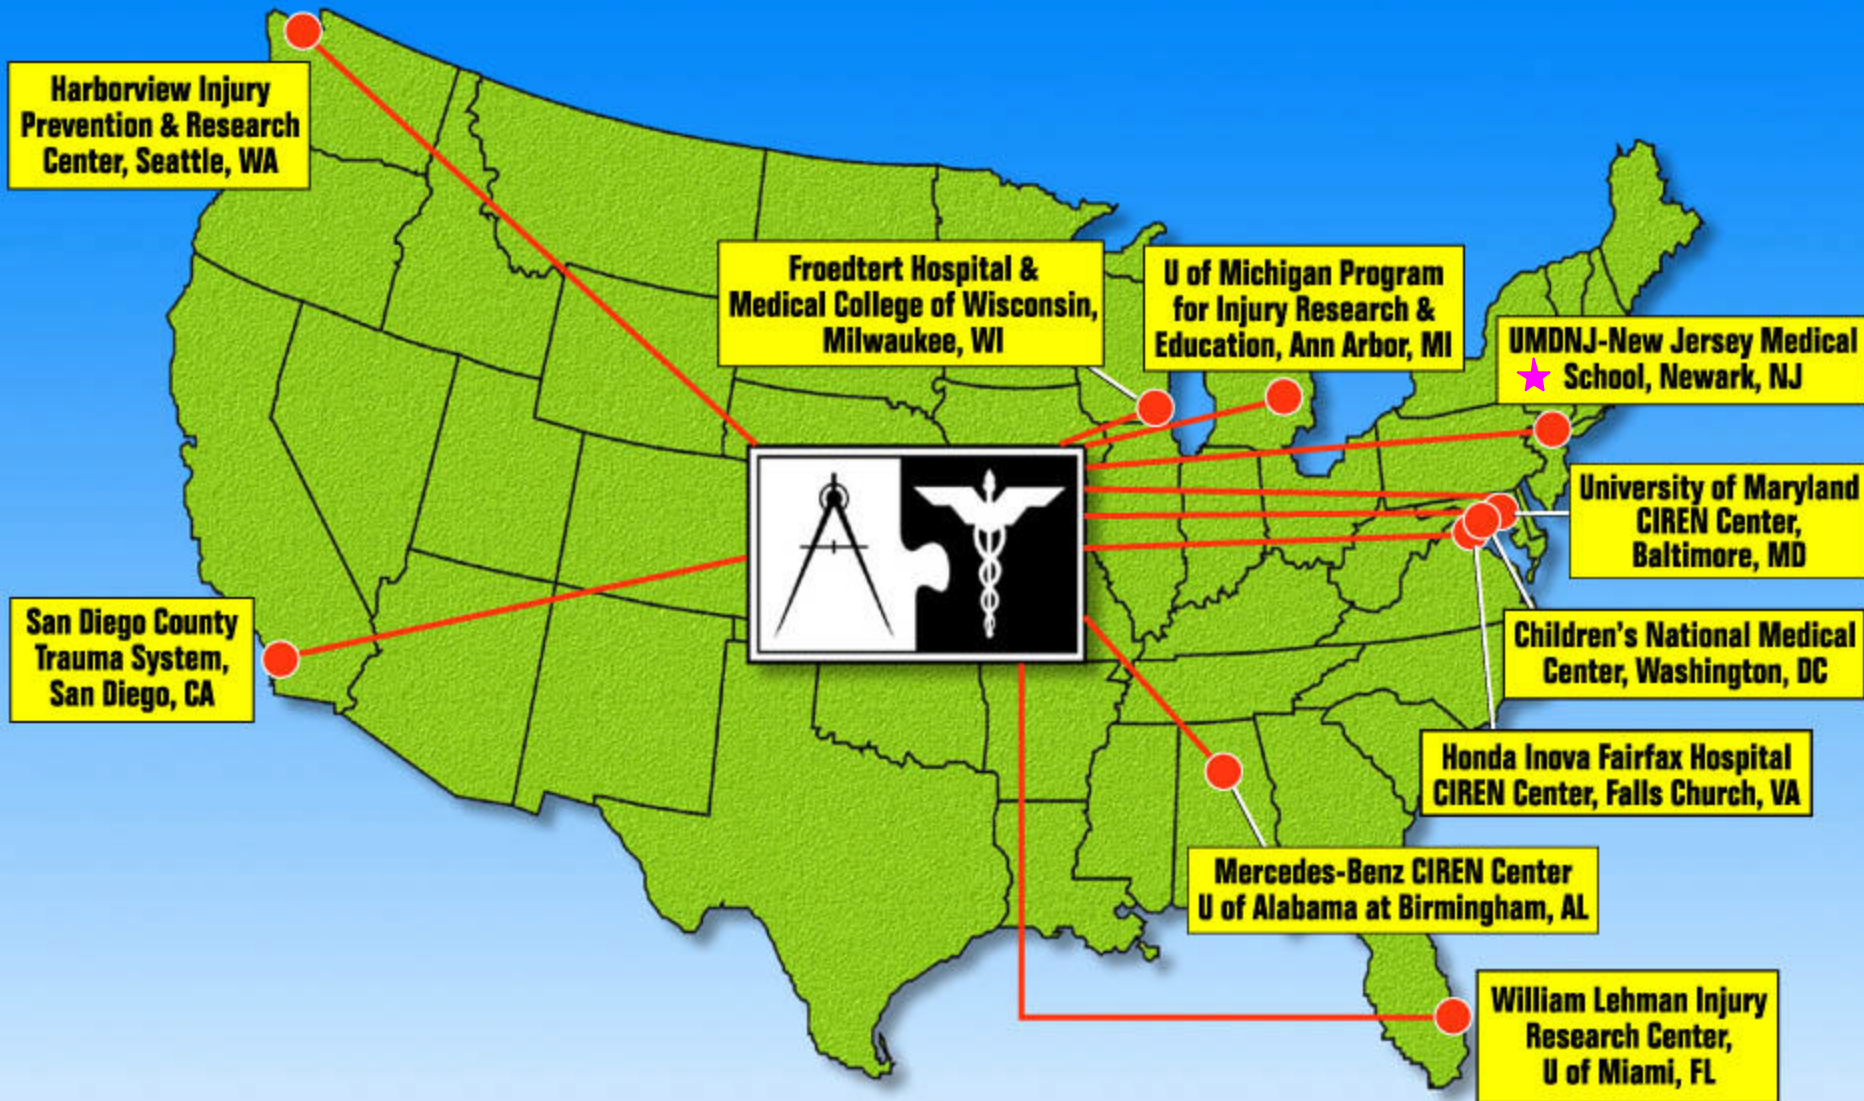 Harborview Injury
Prevention & Research
Center, Seattle, WA
Froedtert Hospital &
Medical College of Wisconsin,
Milwaukee, WI
U of Michigan Program
for Injury Research &
Education, Ann Arbor, MI
UMDNJ-New Jersey Medical
School, Newark, NJ
University of Maryland
CIREN Center,
Baltimore, MD
San Diego County
Trauma System,
San Diego, CA
Children's National Medical
Center, Washington, DC
Honda Inova Fairfax Hospital
CIREN Center, Falls Church, VA
Mercedes-Benz CIREN Center
U of Alabama at Birmingham, AL
William Lehman Injury
Research Center,
U of Miami, FL